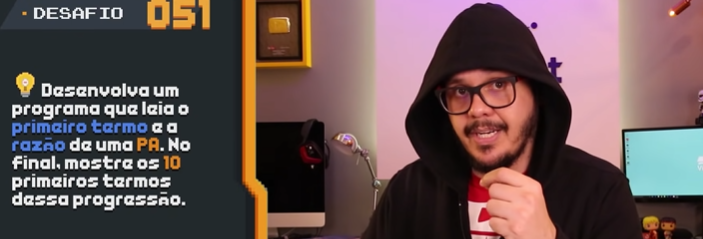 DESAFIO 051
Desenvolva um
programa que leia o
primeiro termo e a
razão de uma PA. No
final, mostre os 10
primeiros termos
dessa progressão.